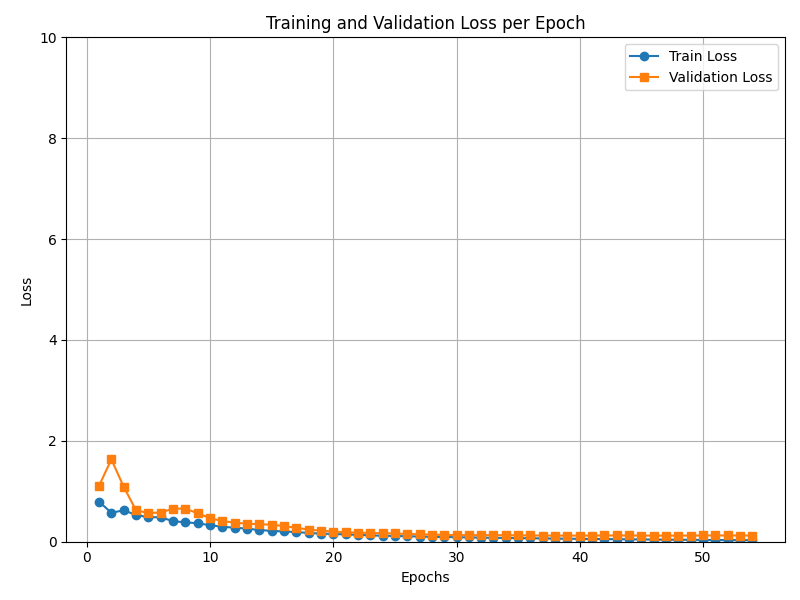 Training and Validation Loss per Epoch
10
8
6
4
2
0
Loss
Train Loss
Validation Loss
0 10 20 30 40 50
Epochs